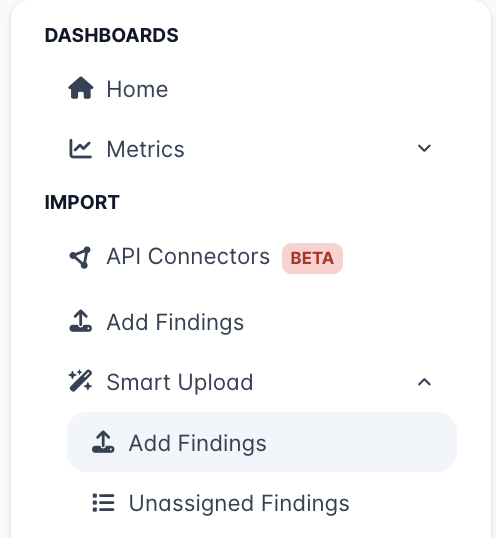 DASHBOARDS
Home
Metrics
IMPORT
API Connectors BETA
Add Findings
Smart Upload
Add Findings
Unassigned Findings